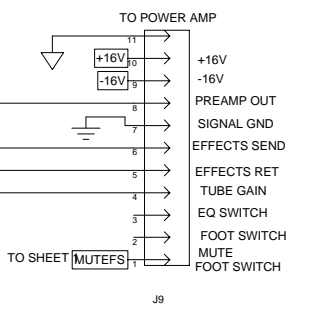 TO POWER AMP
11
+16V 10 +16V
-16V 9 -16V
8 PREAMP OUT
7 SIGNAL GND
6 EFFECTS SEND
5 EFFECTS RET
4 TUBE GAIN
3 EQ SWITCH
2 FOOT SWITCH
MUTE
TO SHEET 1 MUTEFS 1 FOOT SWITCH
J9